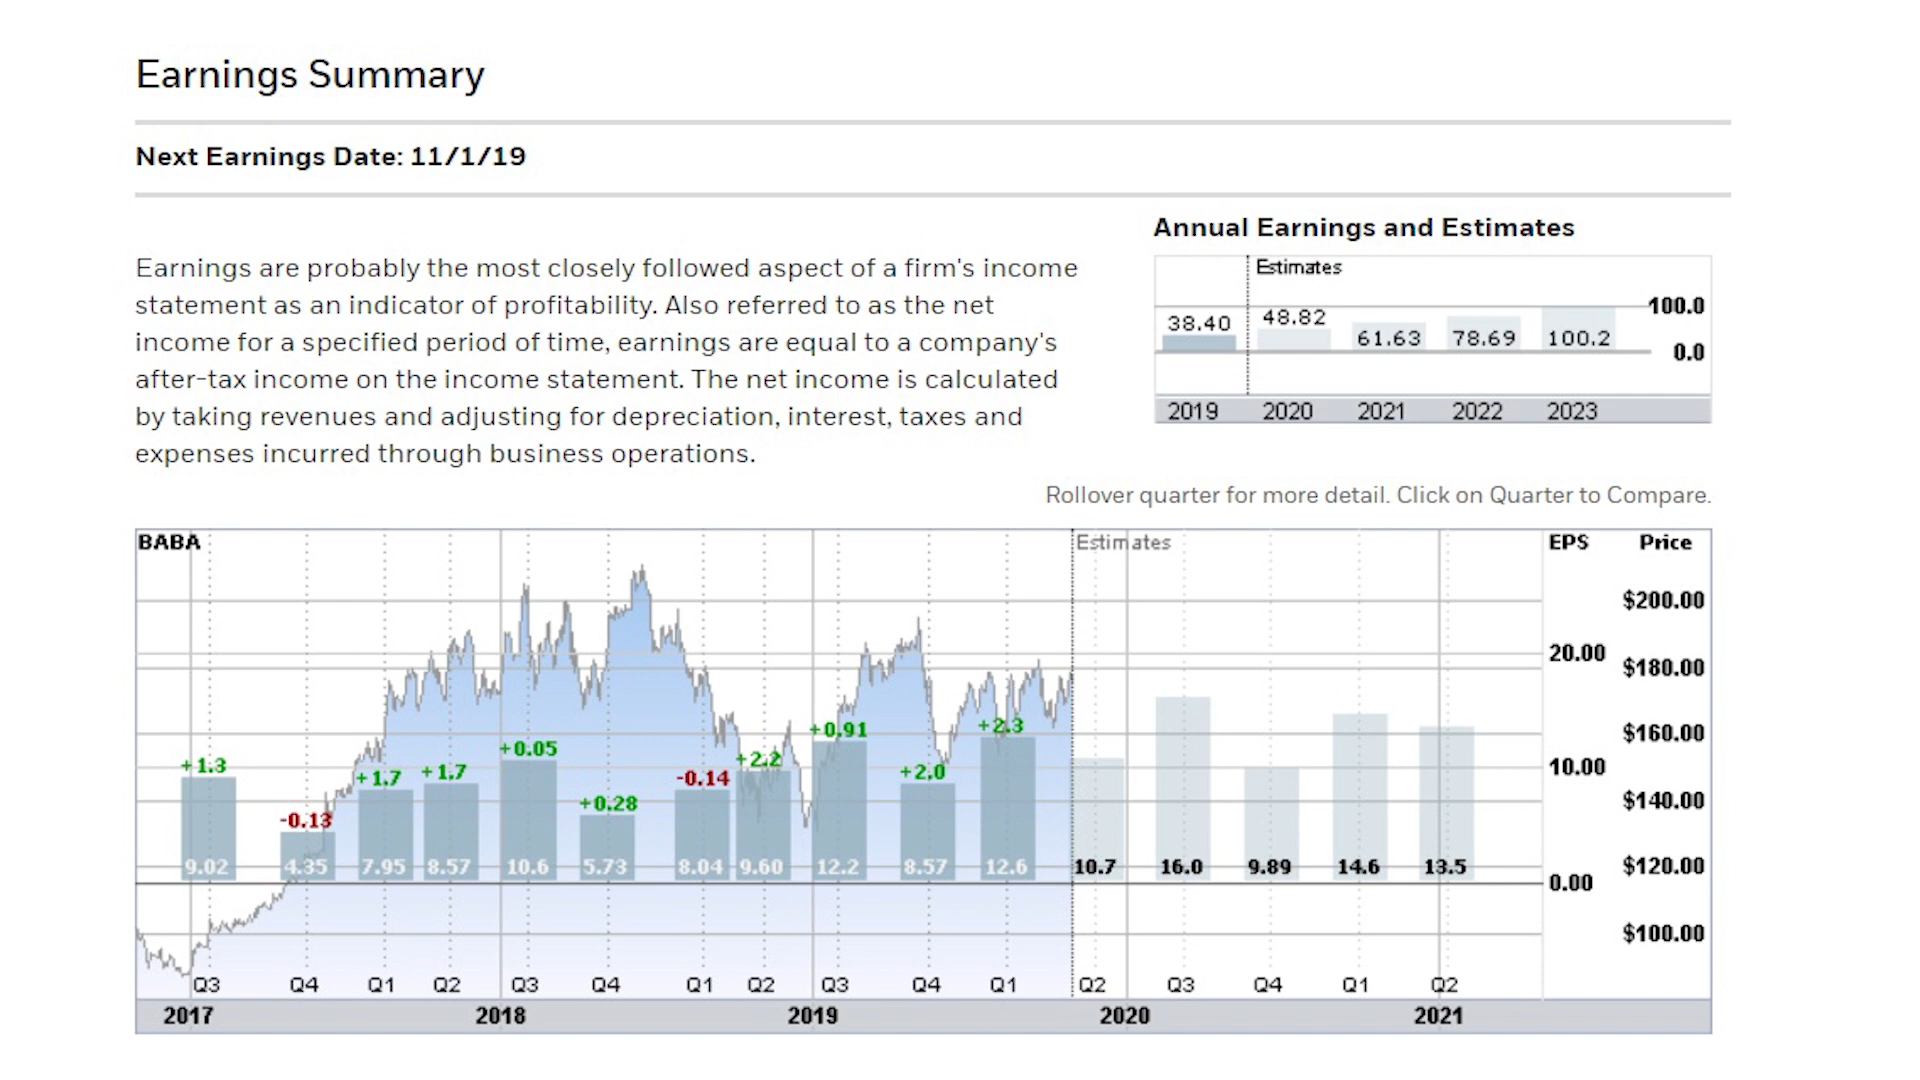 Earnings Summary
Next Earnings Date: 11/1/19
Earnings are probably the most closely followed aspect of a firm's income
statement as an indicator of profitability. Also referred to as the net
income for a specified period of time, earnings are equal to a company's
after-tax income on the income statement. The net income is calculated
by taking revenues and adjusting for depreciation, interest, taxes and
expenses incurred through business operations.
Annual Earnings and Estimates
Estimates
100.0
38.40 48.82 61.63 78.69 100.2
0.0
2019 2020 2021 2022 2023
Rollover quarter for more detail. Click on Quarter to Compare.
BABA Estimates EPS Price
$200.00
20.00 $180.00
$160.00
10.00
$140.00
$120.00
0.00
$100.00
+1.3 -0.13 +1.7 +1.7 +0.05 +0.28 -0.14 +2.2 +0.91 +2.0 +2.3
9.02 4.35 7.95 8.57 10.6 5.73 8.04 9.60 12.2 8.57 12.6 10.7 16.0 9.89 14.6 13.5
Q3 Q4 Q1 Q2 Q3 Q4 Q1 Q2 Q3 Q4 Q1 Q2 Q3 Q4 Q1 Q2
2017 2018 2019 2020 2021